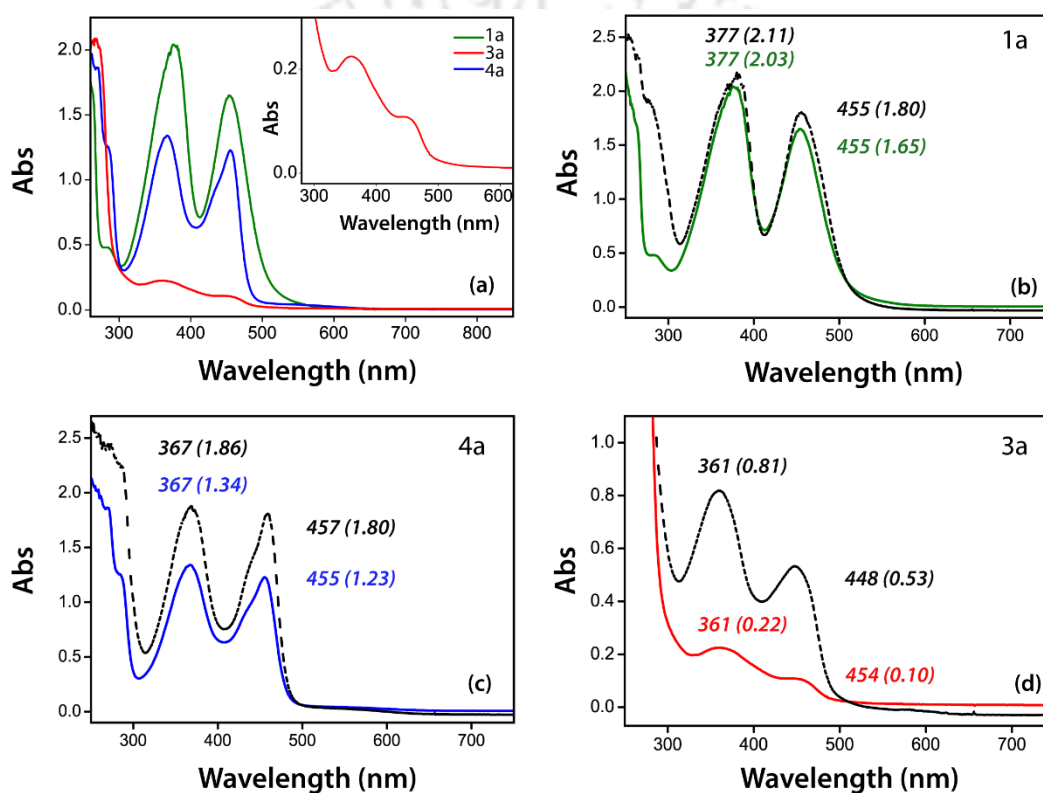 2.0
1.5
1.0
0.5
0.0
Abs
300 400 500 600 700 800
Wavelength (nm)
(a)
1a
3a
4a
0.2
0.0
Abs
300 400 500 600
Wavelength (nm)
1a
2.5
2.0
1.5
1.0
0.5
0.0
Abs
377 (2.11)
377 (2.03)
455 (1.80)
455 (1.65)
(b)
300 400 500 600 700
Wavelength (nm)
4a
2.5
2.0
1.5
1.0
0.5
0.0
Abs
367 (1.86)
367 (1.34)
457 (1.80)
455 (1.23)
(c)
300 400 500 600 700
Wavelength (nm)
3a
1.0
0.8
0.6
0.4
0.2
0.0
Abs
361 (0.81)
448 (0.53)
361 (0.22)
454 (0.10)
(d)
300 400 500 600 700
Wavelength (nm)